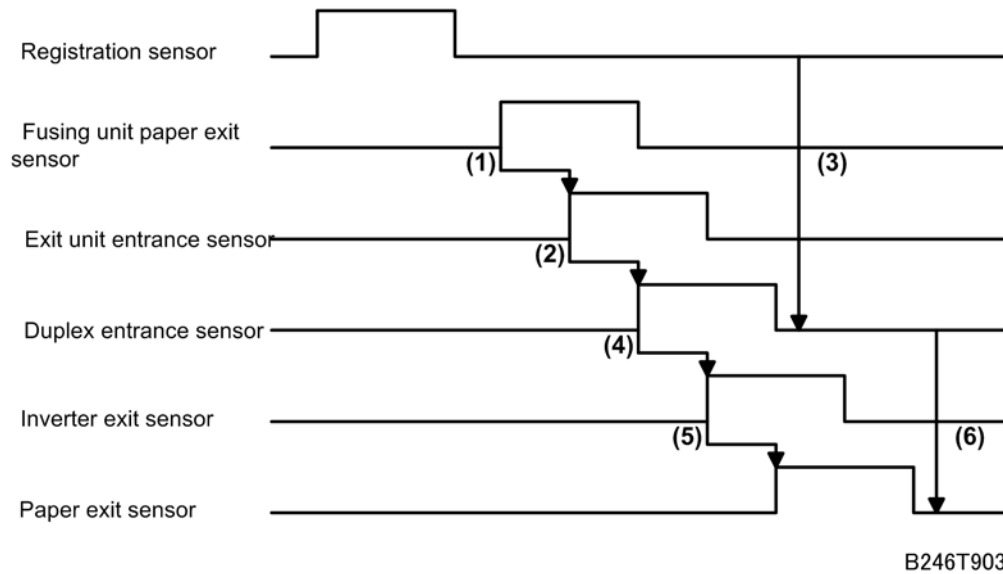 Registration sensor
Fusing unit paper exit
sensor
(1)
(3)
Exit unit entrance sensor
(2)
Duplex entrance sensor
(4)
Inverter exit sensor
(5)
(6)
Paper exit sensor
B246T903